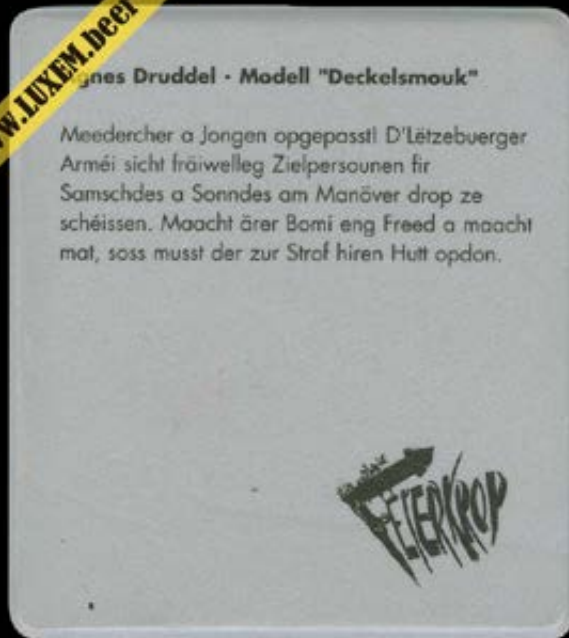 www.LUXEM.beer
gnes Druddel - Modell "Deckelsmouk"
Meedercher a Jongen opgepasst! D'Lëtzebuerger
Arméi sicht fräiwelleg Zielpersounen fir
Samschdes a Sonndes am Manöver drop ze
schéissen. Maacht ärer Bomi eng Freed a maacht
mat, soss musst der zur Strof hiren Hutt opdon.
FEIERKROP